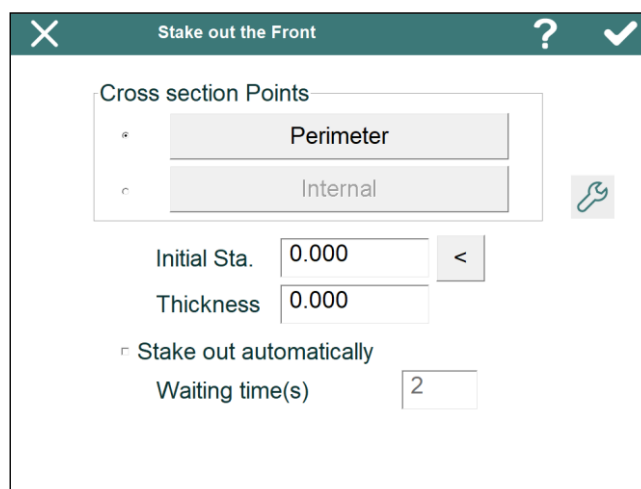 Stake out the Front ?
Cross section Points
Perimeter
Internal
Initial Sta. 0.000 <
Thickness 0.000
Stake out automatically
Waiting time(s) 2